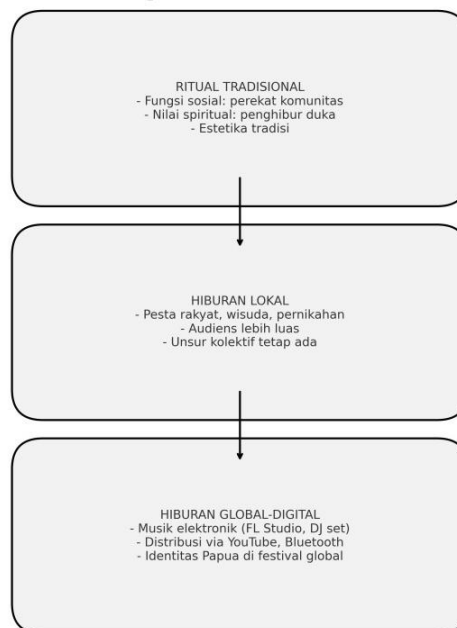 RITUAL TRADISIONAL
- Fungsi sosial: perekat komunitas
- Nilai spiritual: penghibur duka
- Estetika tradisi
HIBURAN LOKAL
- Pesta rakyat, wisuda, pernikahan
- Audiens lebih luas
- Unsur kolektif tetap ada
HIBURAN GLOBAL-DIGITAL
- Musik elektronik (FL Studio, DJ set)
- Distribusi via YouTube, Bluetooth
- Identitas Papua di festival global